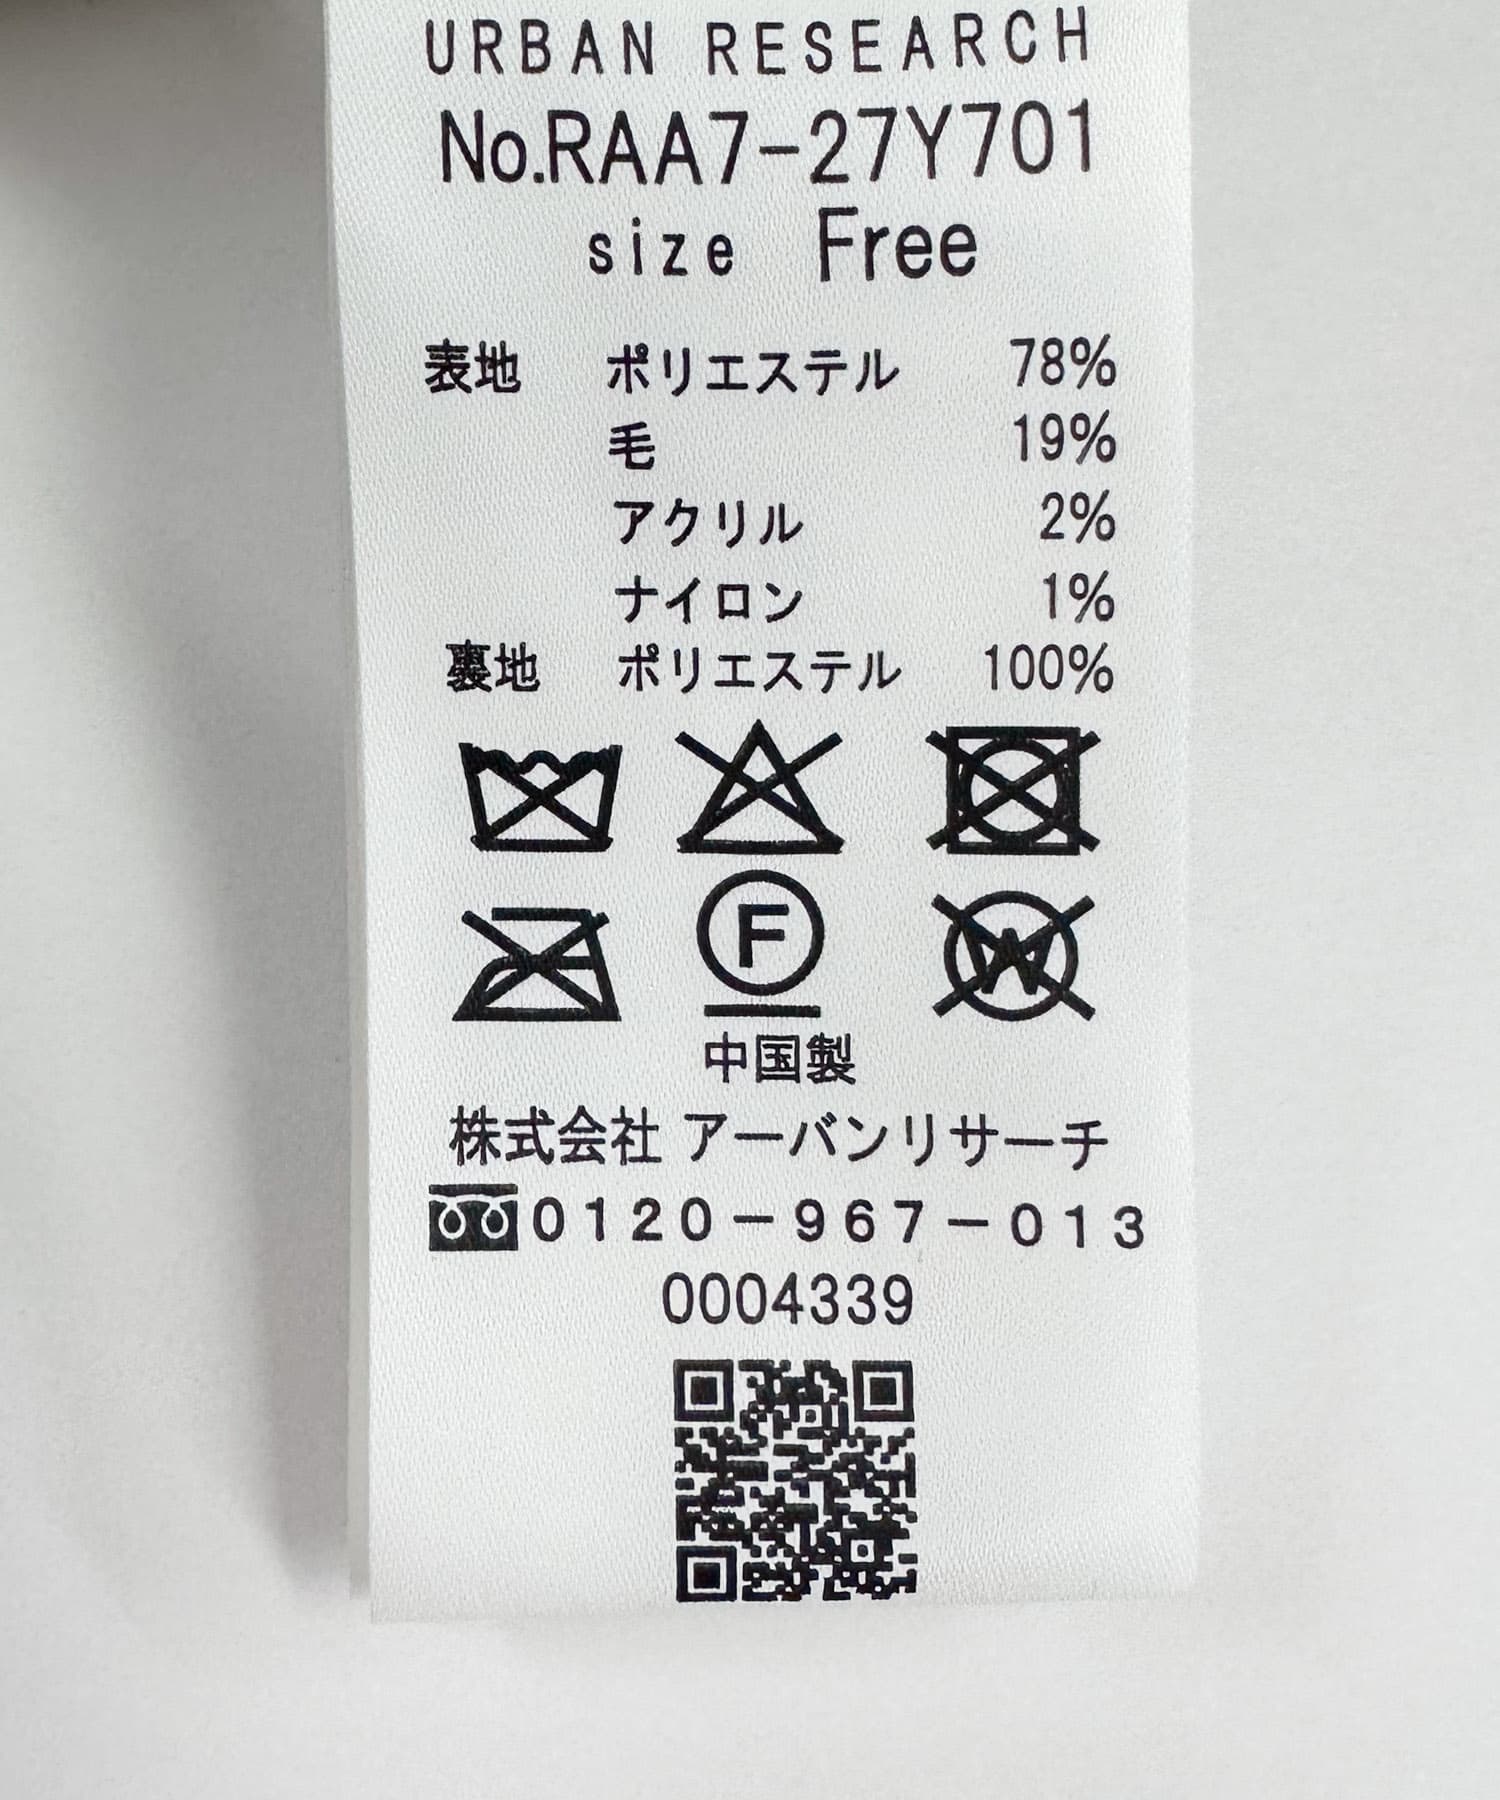 URBAN RESEARCH
No.RAA7-27Y701
size Free
表地 ポリエステル 78%
毛 19%
アクリル 2%
ナイロン 1%
裏地 ポリエステル 100%
F W
中国製
株式会社 アーバンリサーチ
0120-967-013
0004339